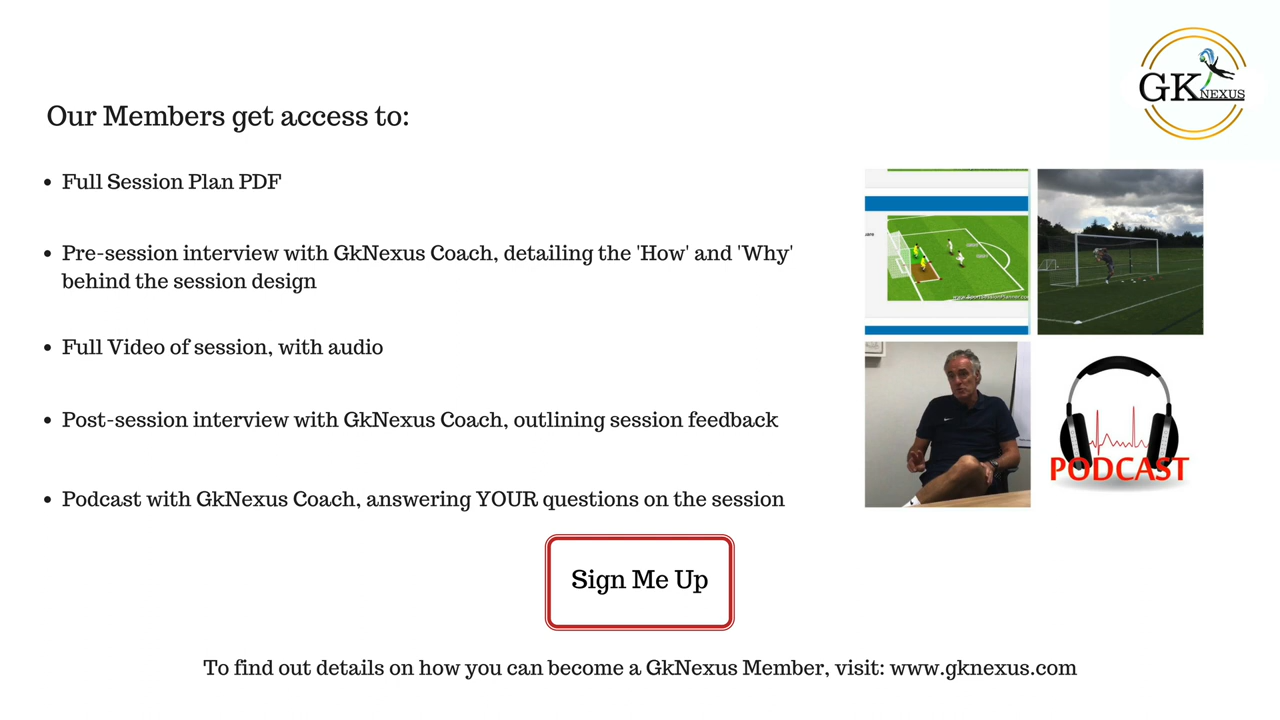 GK NEXUS
Our Members get access to:
• Full Session Plan PDF
• Pre-session interview with GkNexus Coach, detailing the 'How' and 'Why'
behind the session design
• Full Video of session, with audio
• Post-session interview with GkNexus Coach, outlining session feedback
• Podcast with GkNexus Coach, answering YOUR questions on the session
PODCAST
Sign Me Up
To find out details on how you can become a GkNexus Member, visit: www.gknexus.com